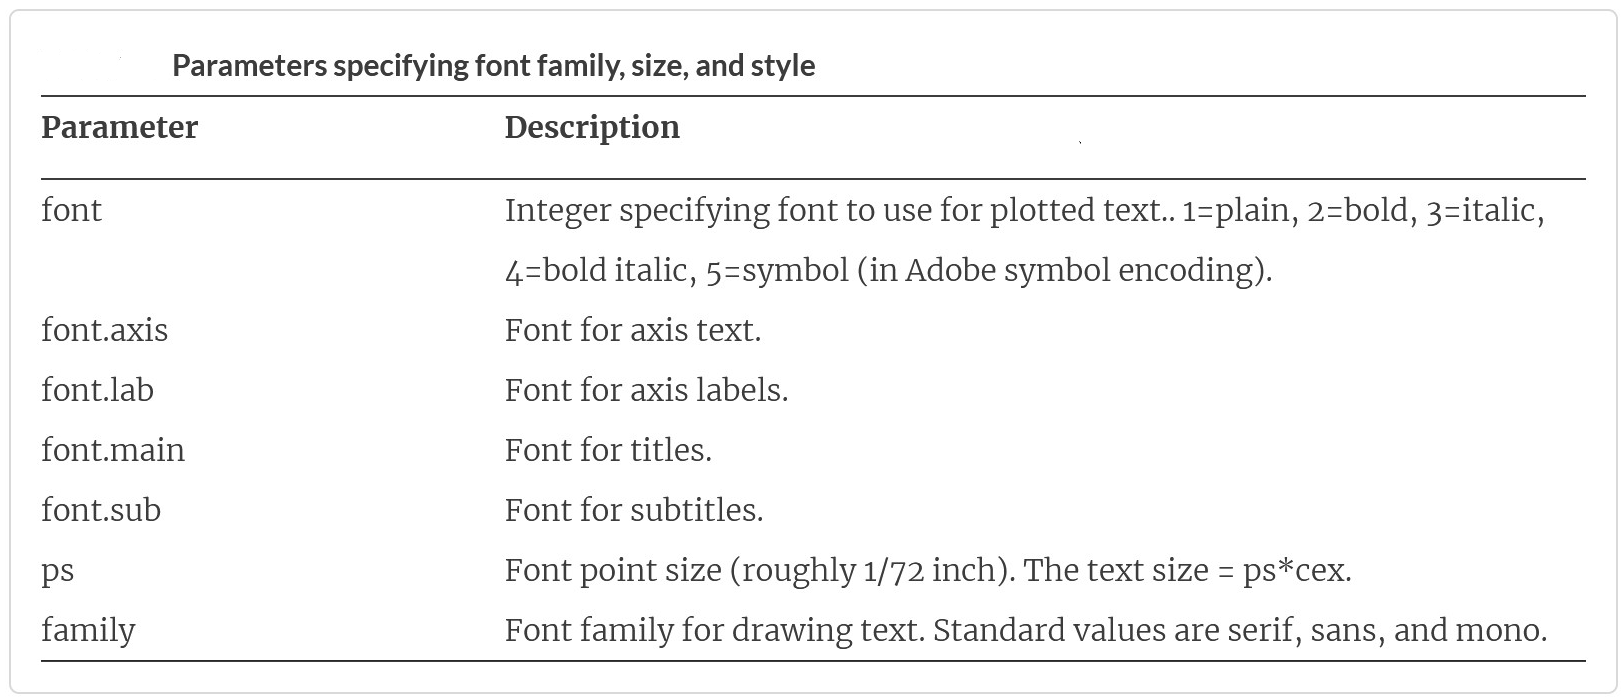 Parameters specifying font family, size, and style
Parameter Description
font Integer specifying font to use for plotted text.. 1=plain, 2=bold, 3=italic,
4=bold italic, 5=symbol (in Adobe symbol encoding).
font.axis Font for axis text.
font.lab Font for axis labels.
font.main Font for titles.
font.sub Font for subtitles.
ps Font point size (roughly 1/72 inch). The text size = ps*cex.
family Font family for drawing text. Standard values are serif, sans, and mono.